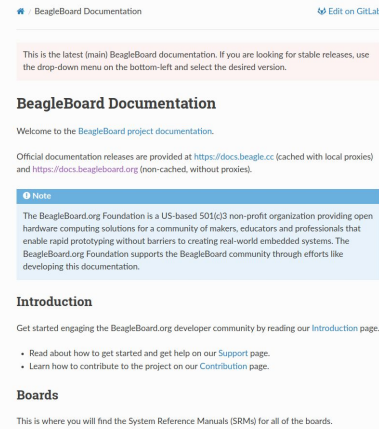 / BeagleBoard Documentation
Edit on GitLab
This is the latest (main) BeagleBoard documentation. If you are looking for stable releases, use
the drop-down menu on the bottom-left and select the desired version.
BeagleBoard Documentation
Welcome to the BeagleBoard project documentation.
Official documentation releases are provided at https://docs.beagle.cc (cached with local proxies)
and https://docs.beagleboard.org (non-cached, without proxies).
Note
The BeagleBoard.org Foundation is a US-based 501(c)3 non-profit organization providing open
hardware computing solutions for a community of makers, educators and professionals that
enable rapid prototyping without barriers to creating real-world embedded systems. The
BeagleBoard.org Foundation supports the BeagleBoard community through efforts like
developing this documentation.
Introduction
Get started engaging the BeagleBoard.org developer community by reading our Introduction page.
• Read about how to get started and get help on our Support page.
• Learn how to contribute to the project on our Contribution page.
Boards
This is where you will find the System Reference Manuals (SRMs) for all of the boards.